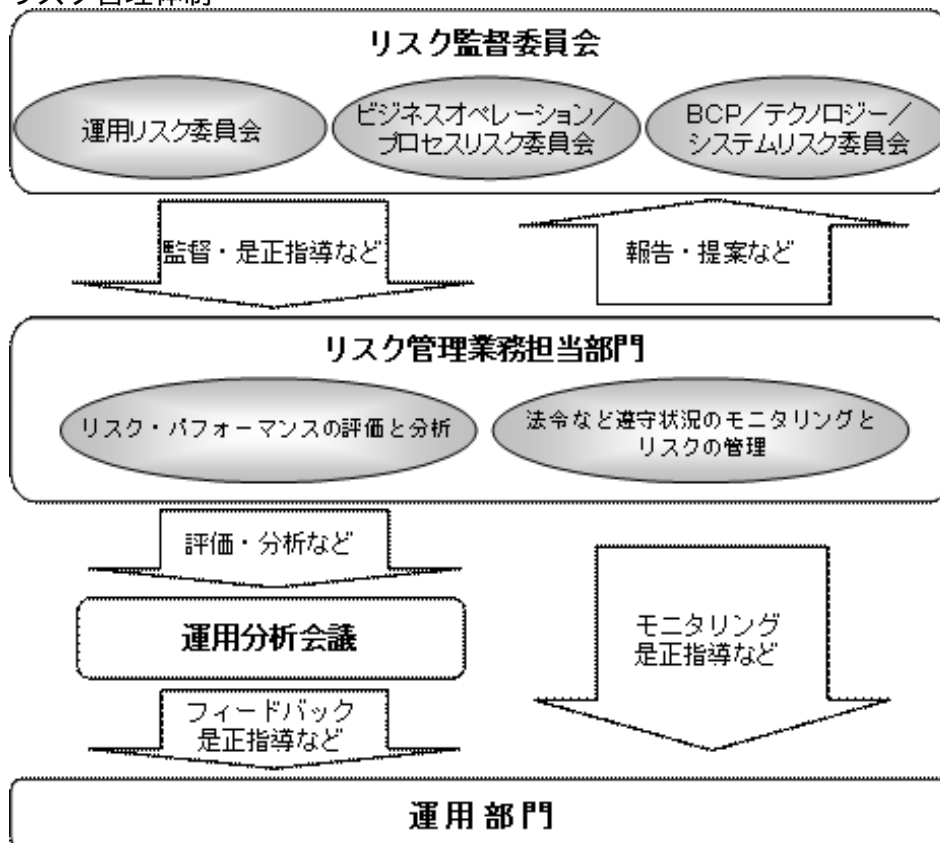 リスク管理体制
リスク監督委員会
運用リスク委員会
ビジネスオペレーション／
プロセスリスク委員会
BCP／テクノロジー／
システムリスク委員会
監督・是正指導など
報告・提案など
リスク管理業務担当部門
リスク・パフォーマンスの評価と分析
法令など遵守状況のモニタリングと
リスクの管理
評価・分析など
運用分析会議
モニタリング
是正指導など
フィードバック
是正指導など
運用部門